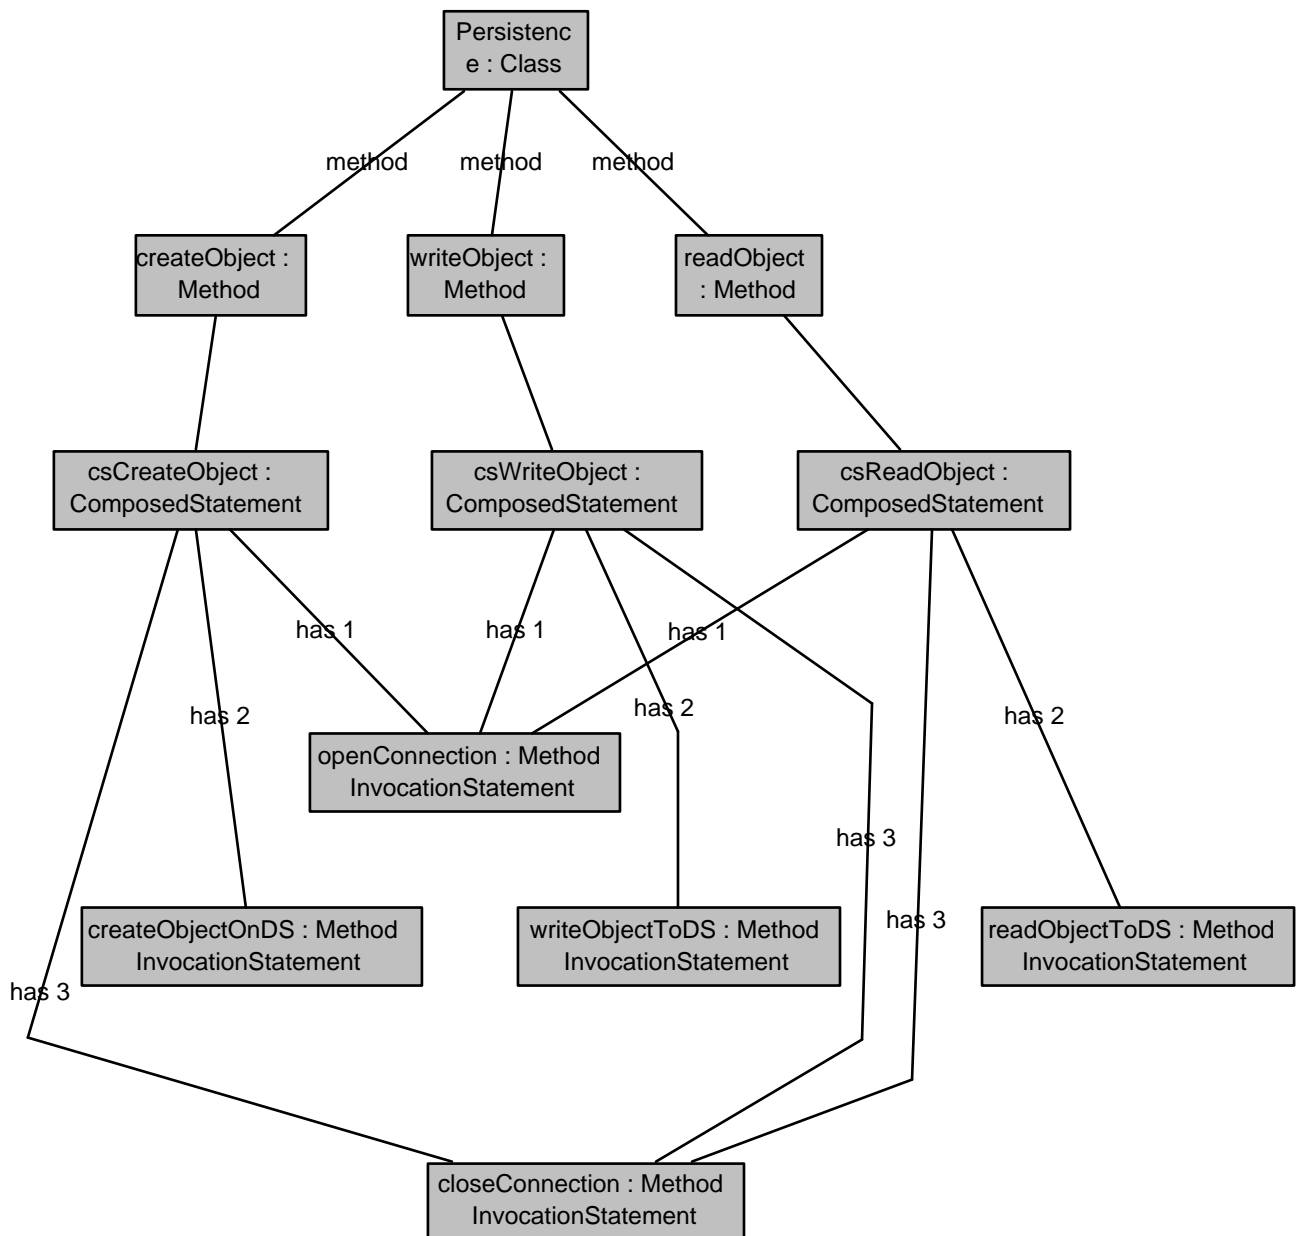 Persistenc
e : Class
method
method
method
createObject :
Method
writeObject :
Method
readObject
: Method
csCreateObject :
ComposedStatement
csWriteObject :
ComposedStatement
csReadObject :
ComposedStatement
has 1
has 1
has 1
has 2
has 2
has 2
openConnection : Method
InvocationStatement
has 3
createObjectOnDS : Method
InvocationStatement
writeObjectToDS : Method
InvocationStatement
has 3
readObjectToDS : Method
InvocationStatement
has 3
closeConnection : Method
InvocationStatement